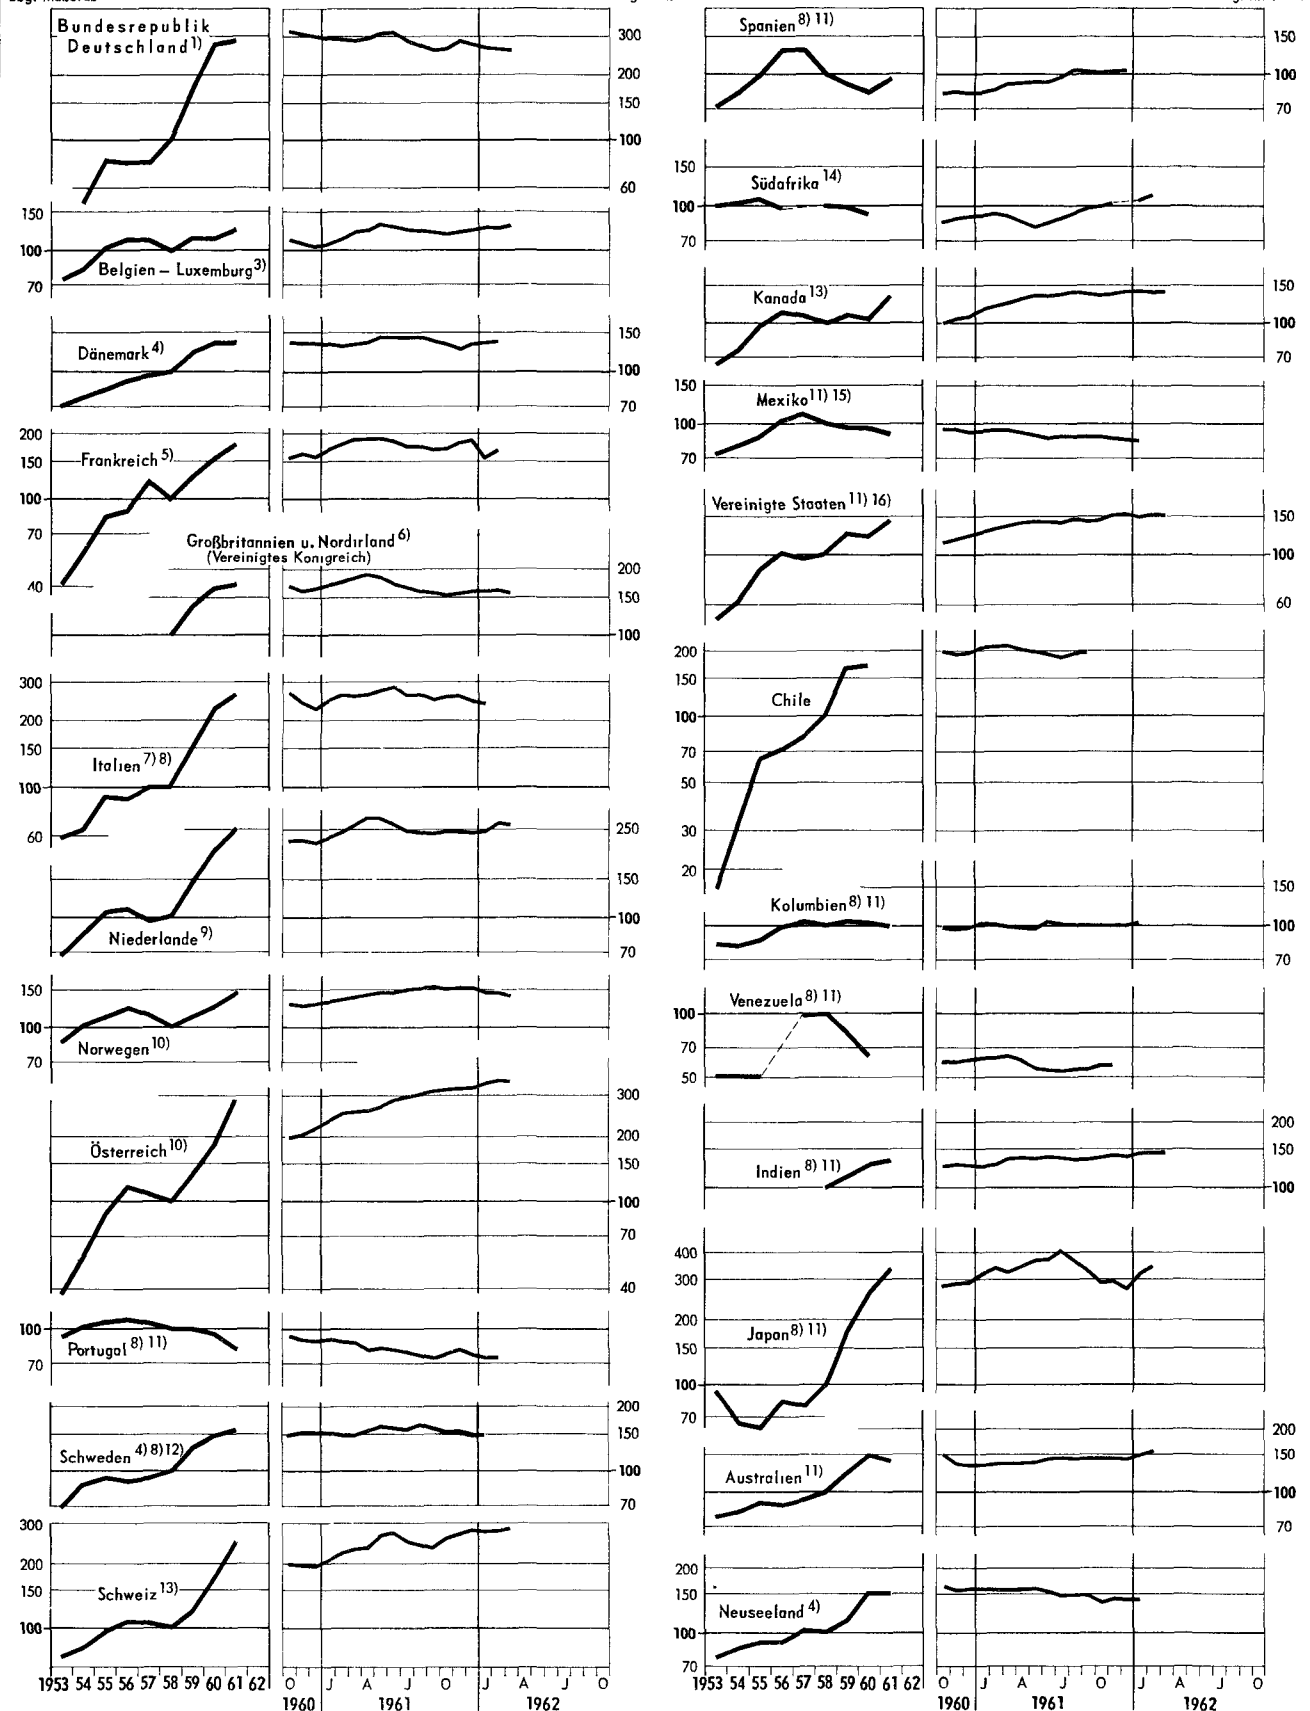 Bundesrepublik
Deutschland 1)
300
200
150
100
60
150
100
70
Belgien – Luxemburg 3)
Dänemark 4)
150
100
70
200
150
100
70
40
Frankreich 5)
Großbritannien u. Nordirland 6)
(Vereinigtes Königreich)
200
150
100
300
200
150
100
60
Italien 7) 8)
250
150
100
70
Niederlande 9)
150
100
70
Norwegen 10)
Österreich 10)
300
200
150
100
70
40
100
70
Portugal 8) 11)
Schweden 4) 8) 12)
200
150
100
70
300
200
150
100
Schweiz 13)
1953 54 55 56 57 58 59 60 61 62
O J A J O J A J O
1960 1961 1962
Spanien 8) 11)
150
100
70
150
100
70
Südafrika 14)
Kanada 13)
150
100
70
150
100
70
Mexiko 11) 15)
Vereinigte Staaten 11) 16)
150
100
60
200
150
100
70
50
30
20
Chile
Kolumbien 8) 11)
150
100
70
Venezuela 8) 11)
100
70
50
Indien 8) 11)
200
150
100
400
300
200
150
100
70
Japan 8) 11)
Australien 11)
200
150
100
70
200
150
100
70
Neuseeland 4)
1953 54 55 56 57 58 59 60 61 62
O J A J O J A J O
1960 1961 1962